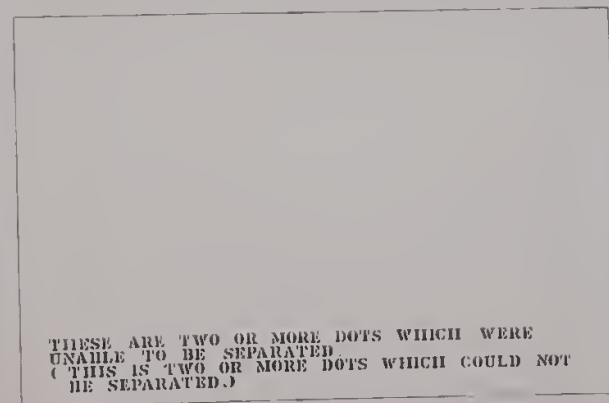 THESE ARE TWO OR MORE DOTS WHICH WERE
UNABLE TO BE SEPARATED.
( THIS IS TWO OR MORE DOTS WHICH COULD NOT
BE SEPARATED.)